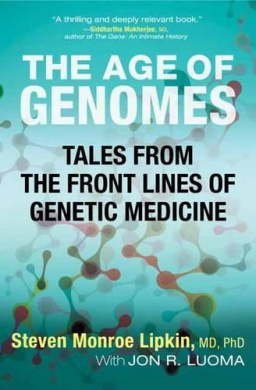 "A thrilling and deeply relevant book."
—Siddhartha Mukherjee, MD,
author of The Gene: An Intimate History
THE AGE OF
GENOMES
TALES FROM
THE FRONT LINES OF
GENETIC MEDICINE
Steven Monroe Lipkin, MD, PhD
With JON R. LUOMA